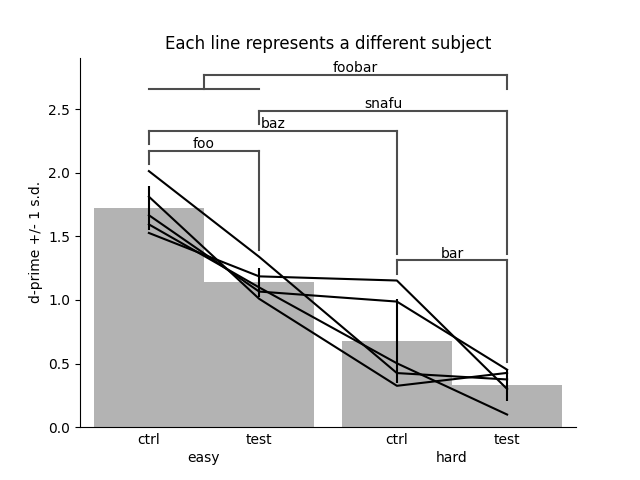 Each line represents a different subject
foobar
snafu
baz
foo
bar
d-prime +/- 1 s.d.
2.5
2.0
1.5
1.0
0.5
0.0
ctrl test ctrl test
easy hard